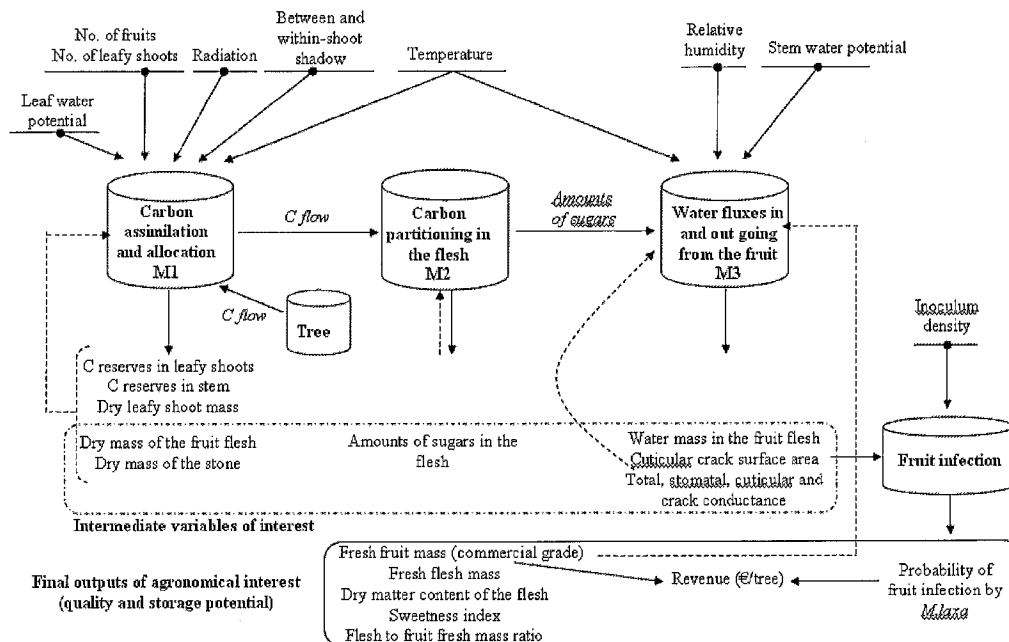 No. of fruits
No. of leafy shoots
Radiation
Between and
within-shoot
shadow
Temperature
Relative
humidity
Stem water potential
Leaf water
potential
Carbon
assimilation
and allocation
M1
C flow
Carbon
partitioning in
the flesh
M2
Amounts
of sugars
Water fluxes in
and out going
from the fruit
M3
C flow
Tree
Inoculum
density
C reserves in leafy shoots
C reserves in stem
Dry leafy shoot mass
Dry mass of the fruit flesh
Dry mass of the stone
Amounts of sugars in the
flesh
Water mass in the fruit flesh
Cuticular crack surface area
Total, stomatal, cuticular and
crack conductance
Fruit infection
Intermediate variables of interest
Final outputs of agronomical interest
(quality and storage potential)
Fresh fruit mass (commercial grade)
Fresh flesh mass
Dry matter content of the flesh
Sweetness index
Flesh to fruit fresh mass ratio
Revenue (€/tree)
Probability of
fruit infection by
M.laxa